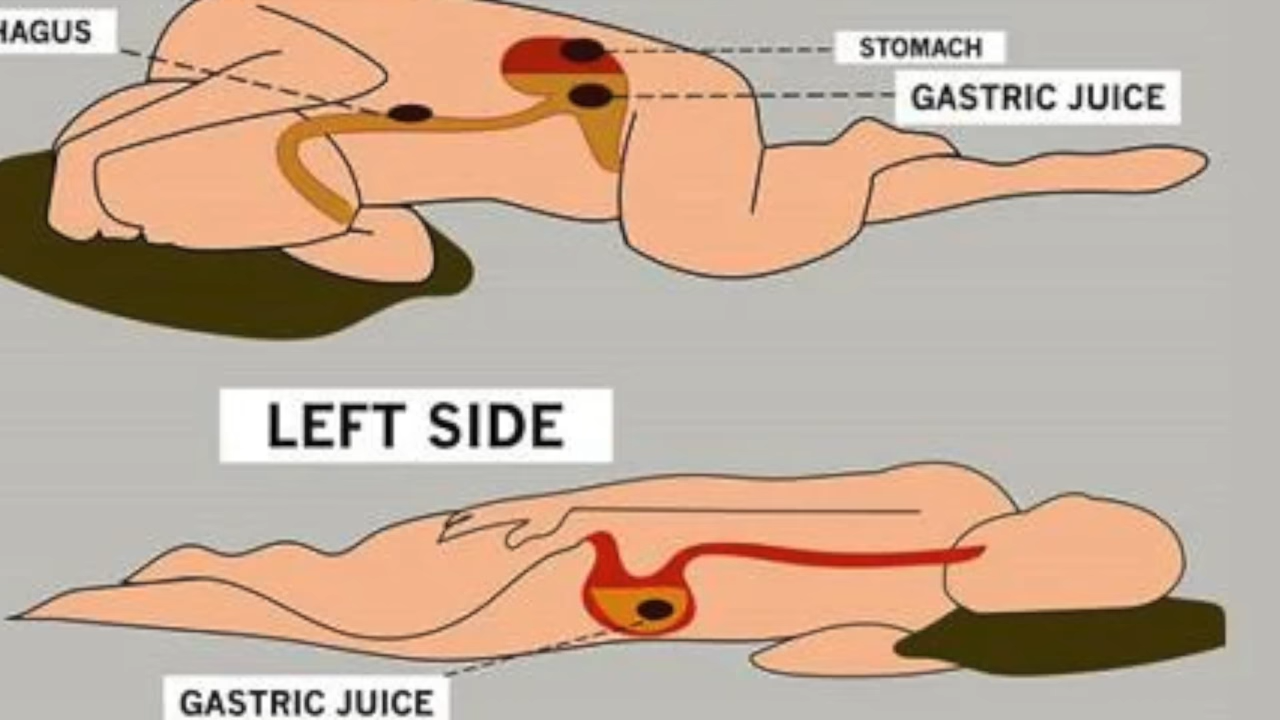 HAGUS
STOMACH
GASTRIC JUICE
LEFT SIDE
GASTRIC JUICE